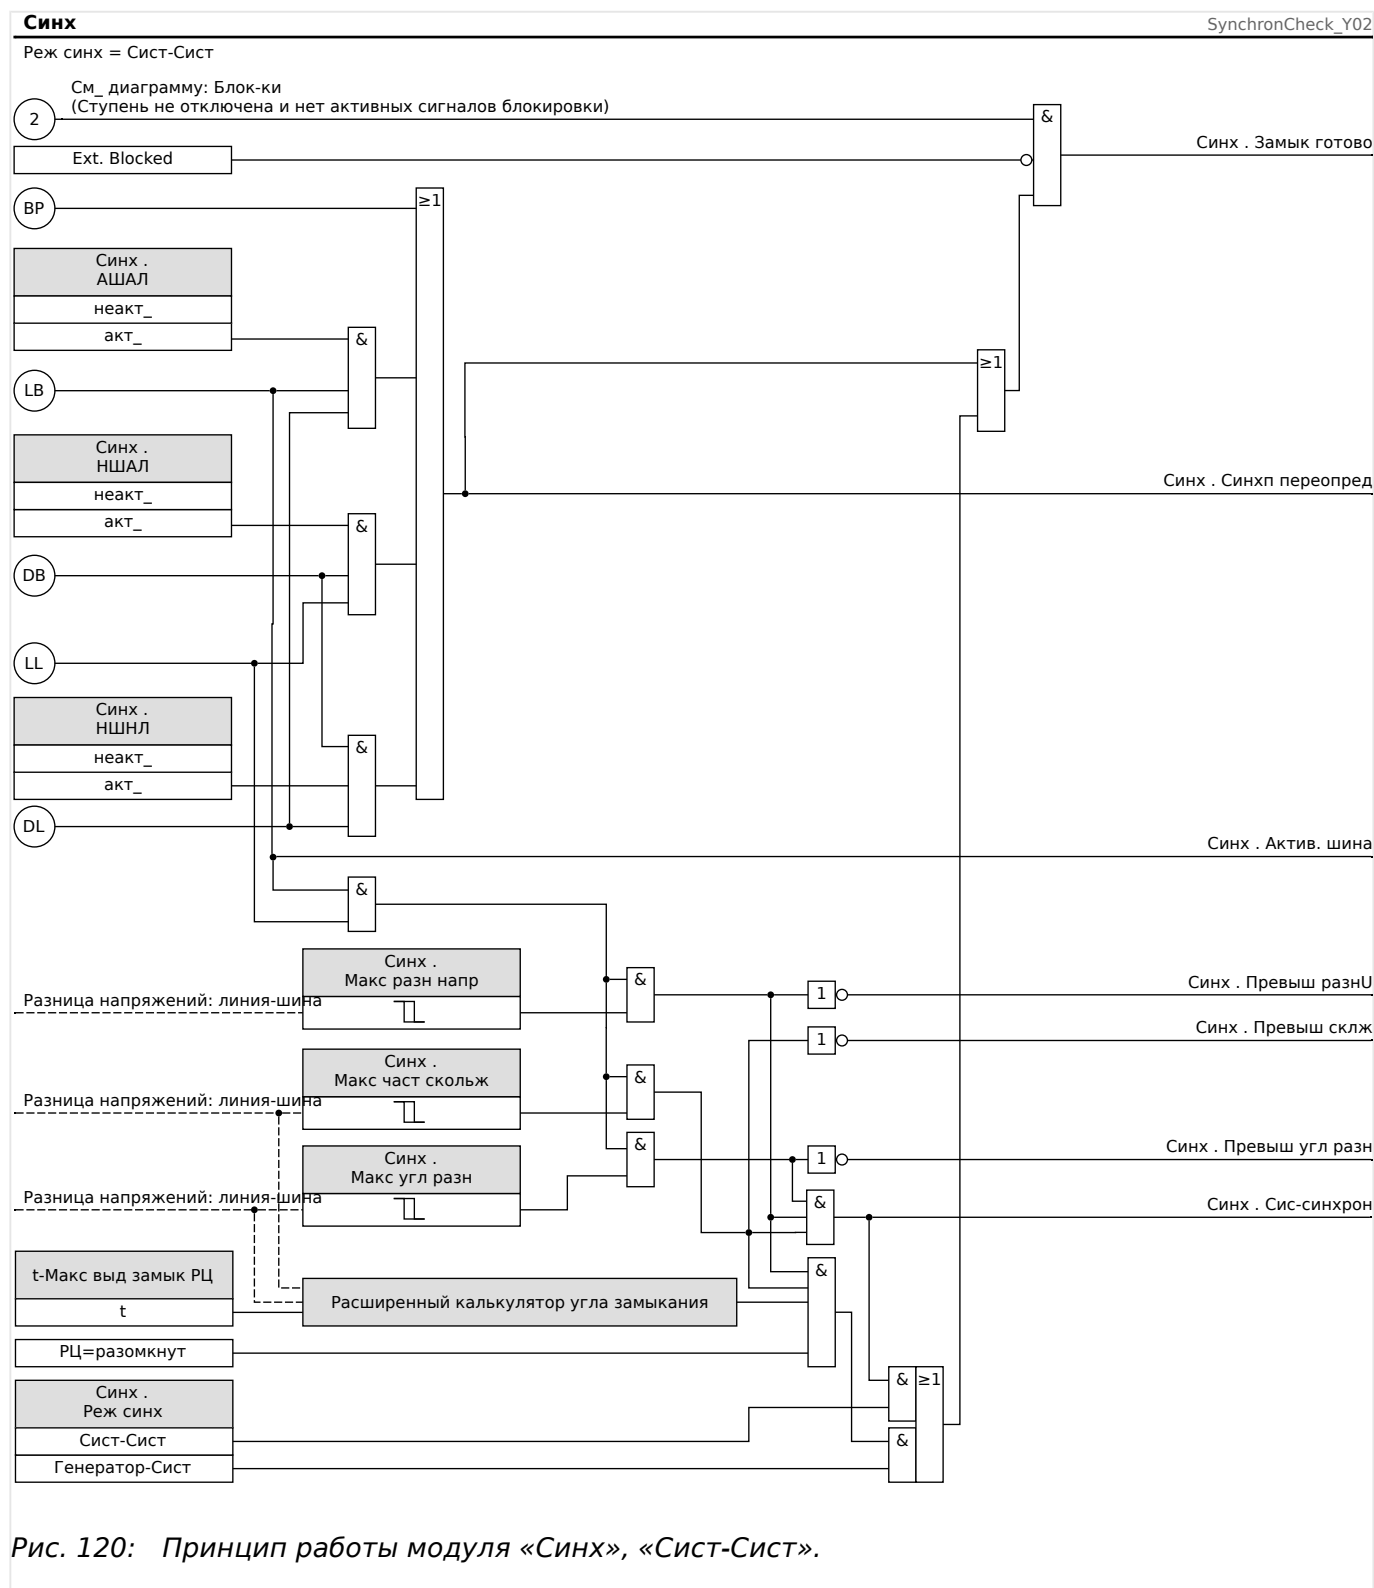 Синх
SynchronCheck_Y02
Реж синх = Сист-Сист
См_ диаграмму: Блок-ки
(Ступень не отключена и нет активных сигналов блокировки)
2
&
Синх . Замык готово
Ext. Blocked
BP
≥1
Синх .
АШАЛ
неакт_
акт_
&
≥1
LB
Синх .
НШАЛ
неакт_
акт_
&
Синх . Синхп переопред
DB
LL
Синх .
НШНЛ
неакт_
акт_
&
DL
Синх . Актив. шина
&
Синх .
Макс разн напр
&
Разница напряжений: линия-шина
1
Синх . Превыш разнU
1
Синх . Превыш склж
Синх .
Макс част скольж
&
Разница напряжений: линия-шина
Синх .
Макс угл разн
&
1
Синх . Превыш угл разн
Разница напряжений: линия-шина
&
Синх . Сис-синхрон
t-Макс выд замык РЦ
t
Расширенный калькулятор угла замыкания
&
РЦ=разомкнут
Синх .
Реж синх
Сист-Сист
Генератор-Сист
&
≥1
&
Рис. 120: Принцип работы модуля «Синх», «Сист-Сист».